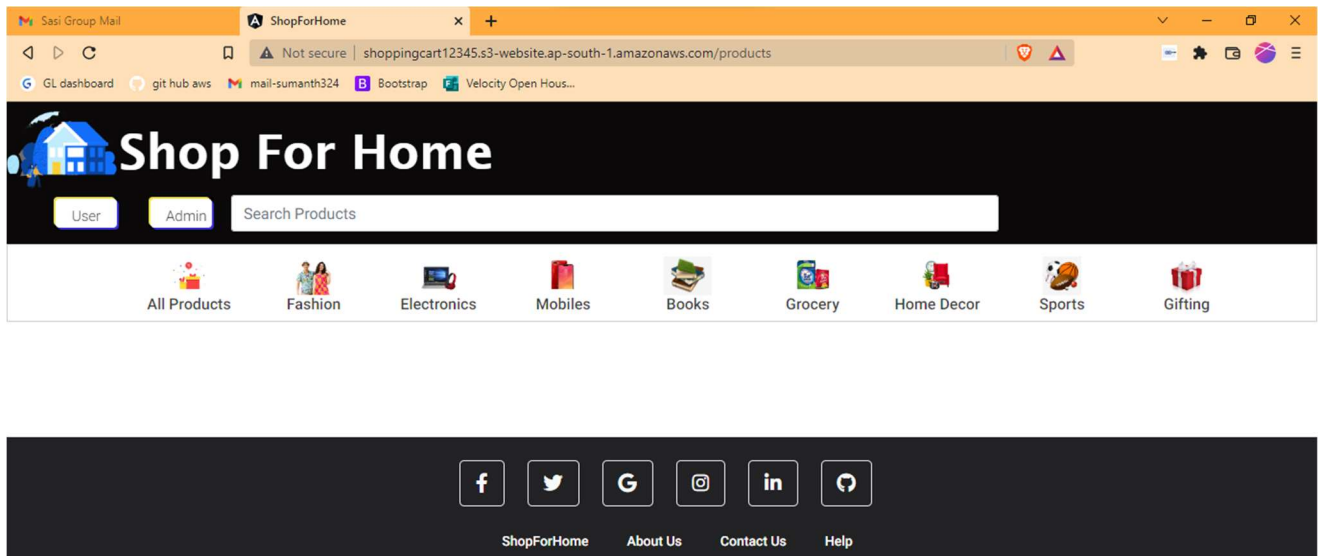 Sasi Group Mail
ShopForHome
Not secure | shoppingcart12345.s3-website.ap-south-1.amazonaws.com/products
GL dashboard git hub aws mail-sumanth324 B Bootstrap Velocity Open Hous...
Shop For Home
User Admin Search Products
All Products Fashion Electronics Mobiles Books Grocery Home Decor Sports Gifting
ShopForHome About Us Contact Us Help